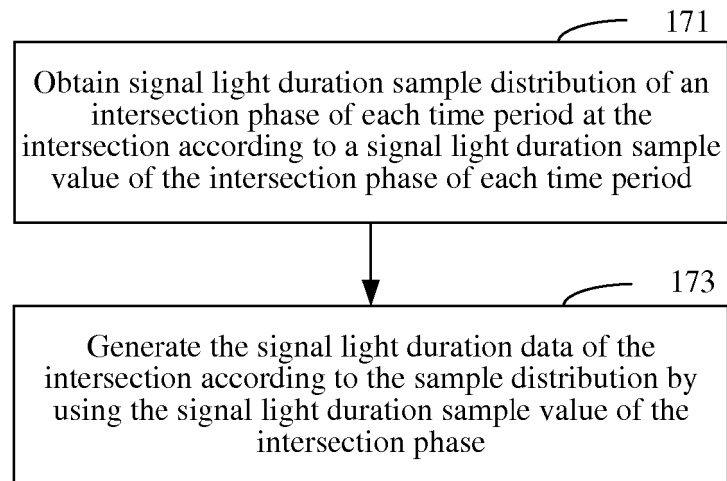 171
Obtain signal light duration sample distribution of an
intersection phase of each time period at the
intersection according to a signal light duration sample
value of the intersection phase of each time period
173
Generate the signal light duration data of the
intersection according to the sample distribution by
using the signal light duration sample value of the
intersection phase